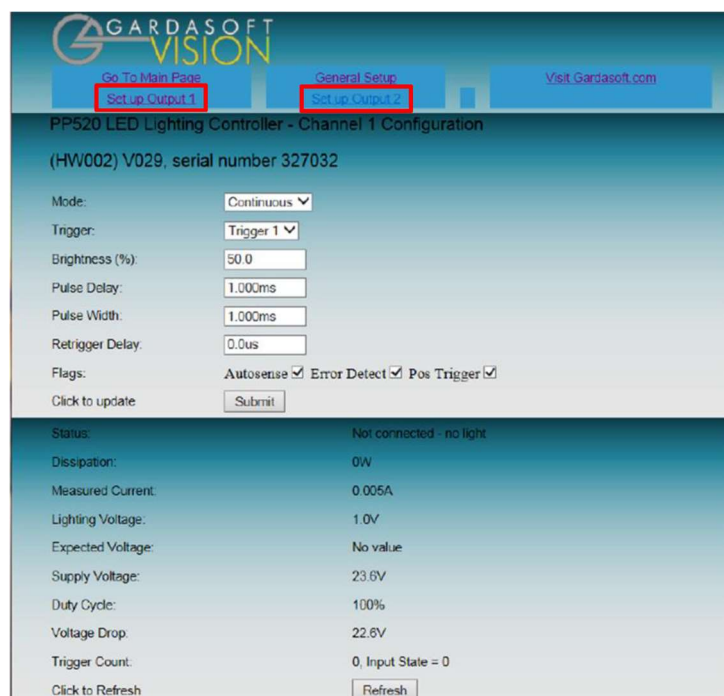 GARDASOFT
VISION
Go To Main Page General Setup Visit Gardasoft.com
Set up Output 1 Set up Output 2
PP520 LED Lighting Controller - Channel 1 Configuration
(HW002) V029, serial number 327032
Mode: Continuous
Trigger: Trigger 1
Brightness (%): 50.0
Pulse Delay: 1.000ms
Pulse Width: 1.000ms
Retrigger Delay: 0.0us
Flags: Autosense Error Detect Pos Trigger
Click to update Submit
Status: Not connected - no light
Dissipation: 0W
Measured Current: 0.005A
Lighting Voltage: 1.0V
Expected Voltage: No value
Supply Voltage: 23.6V
Duty Cycle: 100%
Voltage Drop: 22.6V
Trigger Count: 0, Input State = 0
Click to Refresh Refresh